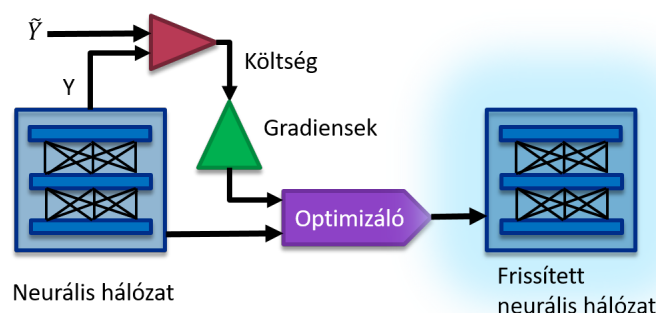 Ỹ
Költség
Y
Gradiensek
Optimizáló
Neurális hálózat
Frissített
neurális hálózat